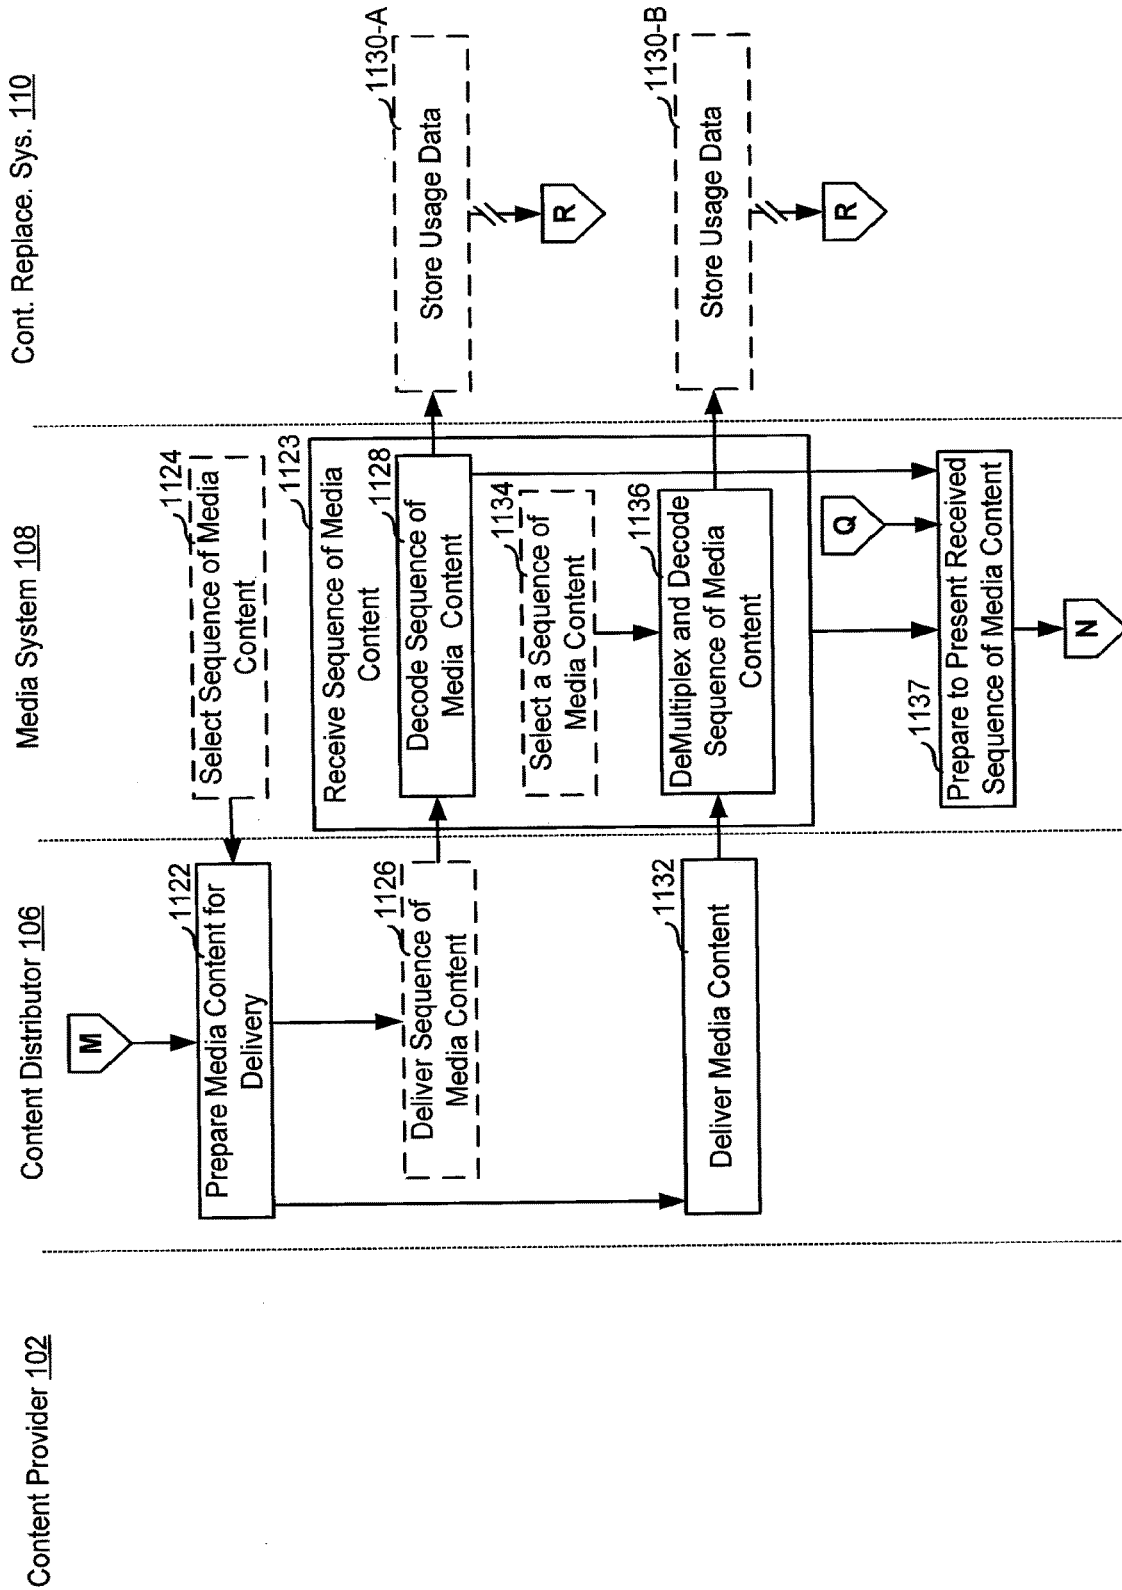 Content Provider 102
Content Distributor 106
Media System 108
Cont. Replace. Sys. 110
M
1122
Prepare Media Content for
Delivery
1124
Select Sequence of Media
Content
1123
Receive Sequence of Media
Content
1126
Deliver Sequence of
Media Content
1128
Decode Sequence of
Media Content
1130-A
Store Usage Data
R
1134
Select a Sequence of
Media Content
1132
Deliver Media Content
1136
DeMultiplex and Decode
Sequence of Media
Content
1130-B
Store Usage Data
R
Q
1137
Prepare to Present Received
Sequence of Media Content
N